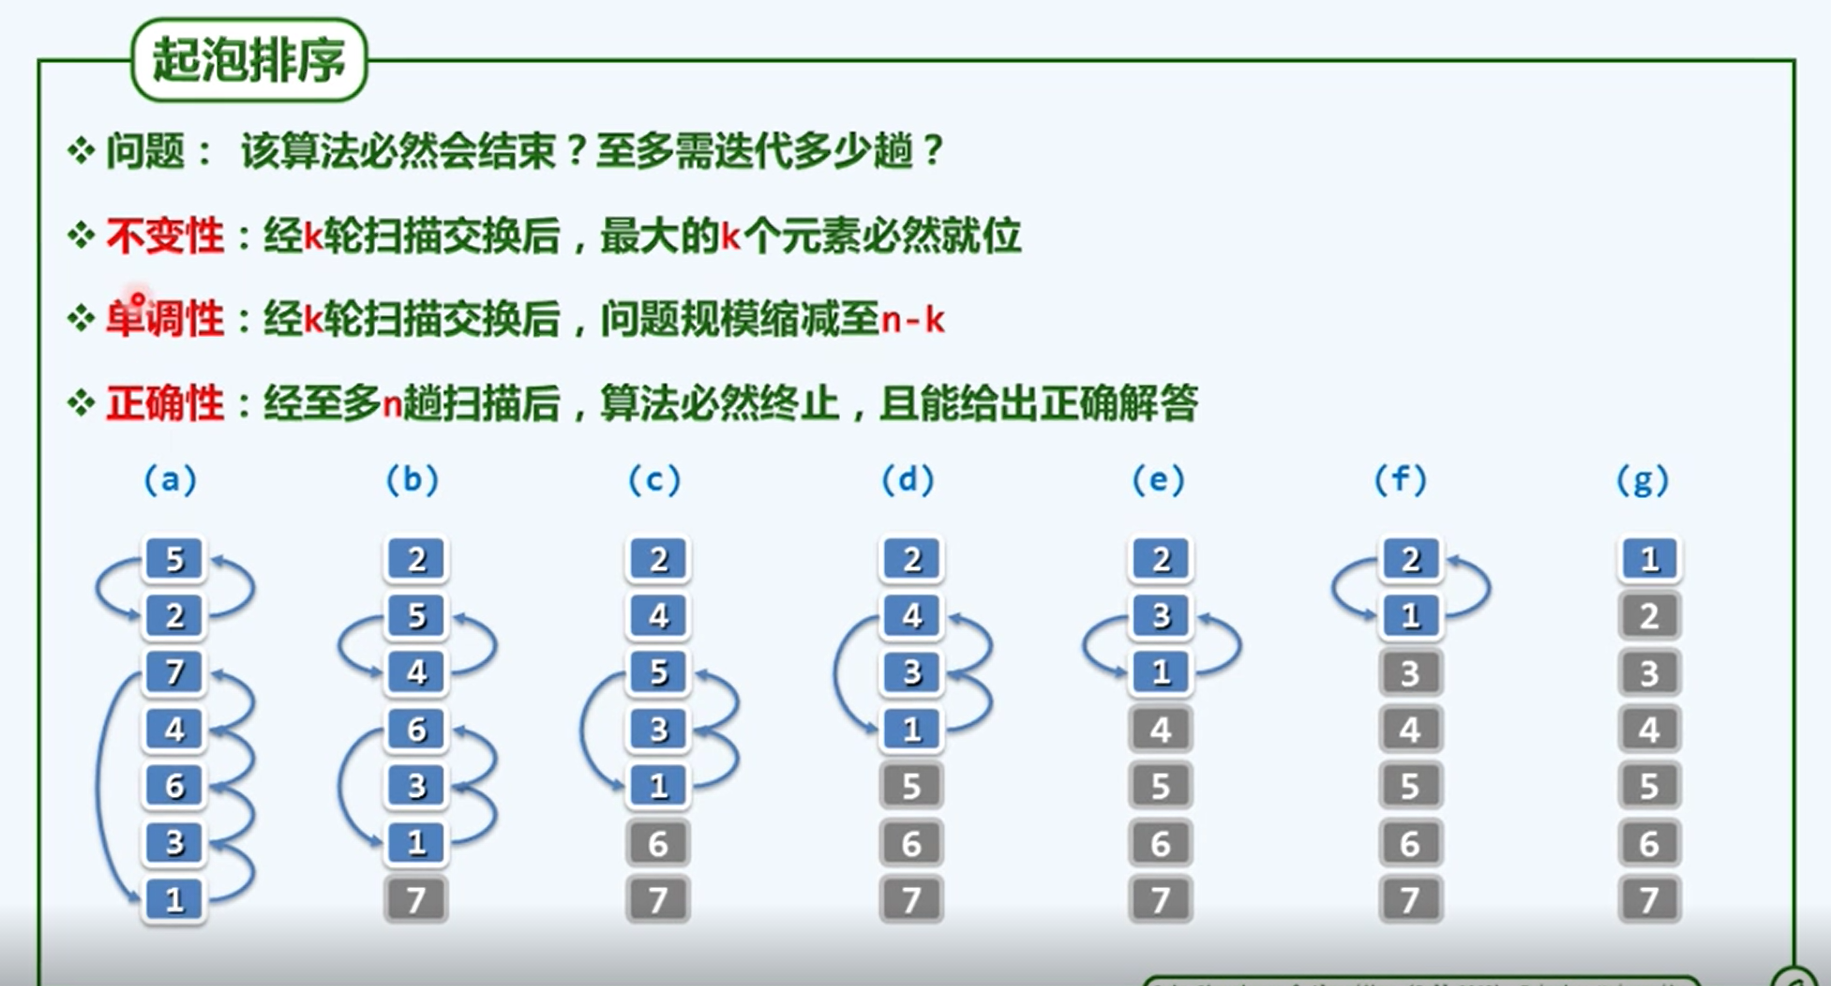 起泡排序
❖ 问题： 该算法必然会结束？至多需迭代多少趟？
❖ 不变性：经k轮扫描交换后，最大的k个元素必然就位
❖ 单调性：经k轮扫描交换后，问题规模缩减至n-k
❖ 正确性：经至多n趟扫描后，算法必然终止，且能给出正确解答
(a) (b) (c) (d) (e) (f) (g)
5 2 2 2 2 2 1
2 5 4 4 3 1 2
7 4 5 3 1 3 3
4 6 3 1 4 4 4
6 3 1 5 5 5 5
3 1 6 6 6 6 6
1 7 7 7 7 7 7